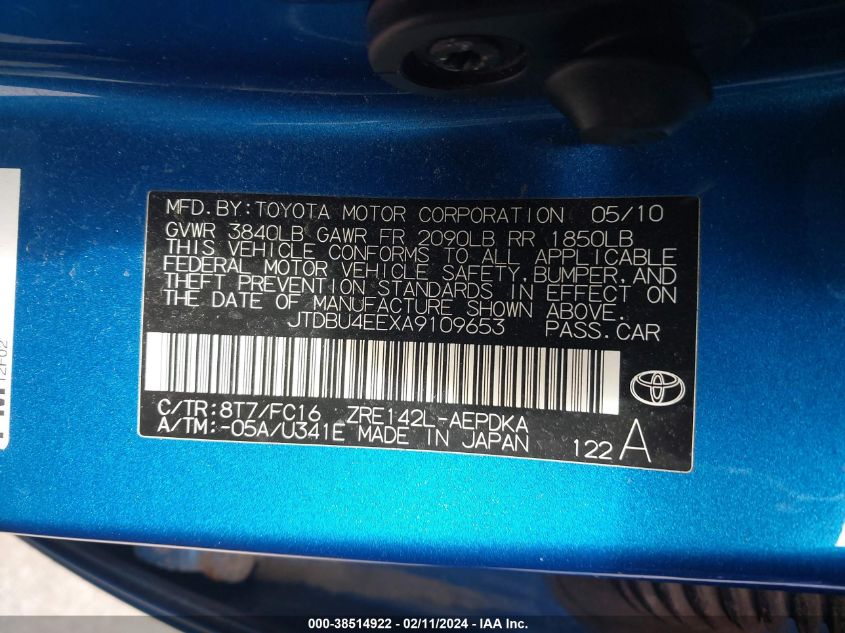 MFD.BY:TOYOTA MOTOR CORPORATION 05/10
GVWR 3840LB GAWR FR 2090LB RR 1850LB
THIS VEHICLE CONFORMS TO ALL APPLICABLE
FEDERAL MOTOR VEHICLE SAFETY,BUMPER,AND
THEFT PREVENTION STANDARDS IN EFFECT ON
THE DATE OF MANUFACTURE SHOWN ABOVE.
JTDBU4EEXA9109653 PASS.CAR
C/TR:8T7/FC16 ZRE142L-AEPDKA
A/TM:-05A/U341E MADE IN JAPAN
122 A
12F02
000-38514922 - 02/11/2024 - IAA Inc.